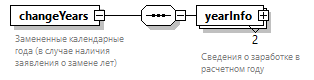 changeYears
yearInfo
2
Замененные календарные
года (в случае наличия
заявления о замене лет)
Сведения о заработке в
расчетном году